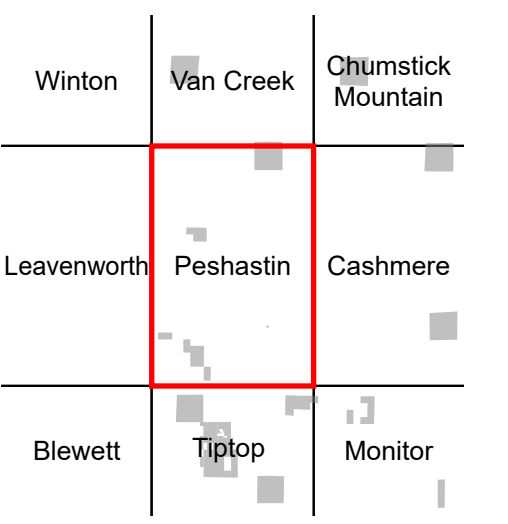 Winton
Van Creek
Chumstick
Mountain
Leavenworth
Peshastin
Cashmere
Blewett
Tiptop
Monitor